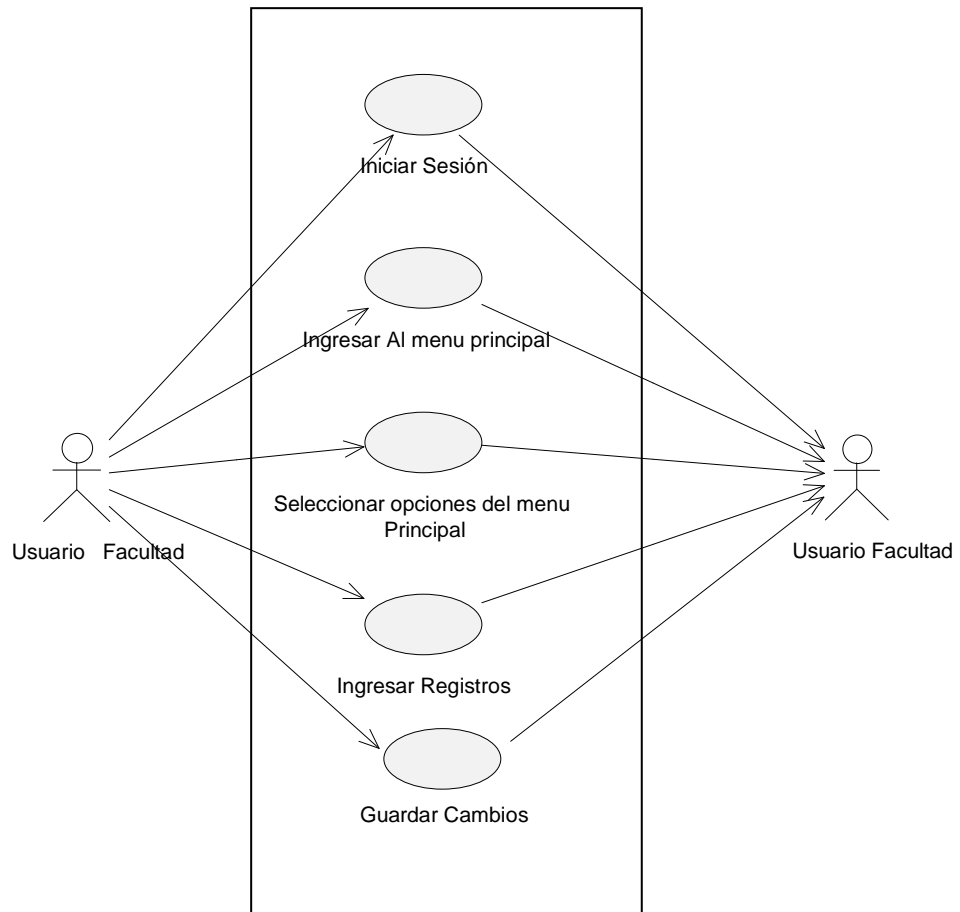 Iniciar Sesión
Ingresar Al menu principal
Seleccionar opciones del menu
Principal
Usuario Facultad
Usuario Facultad
Ingresar Registros
Guardar Cambios